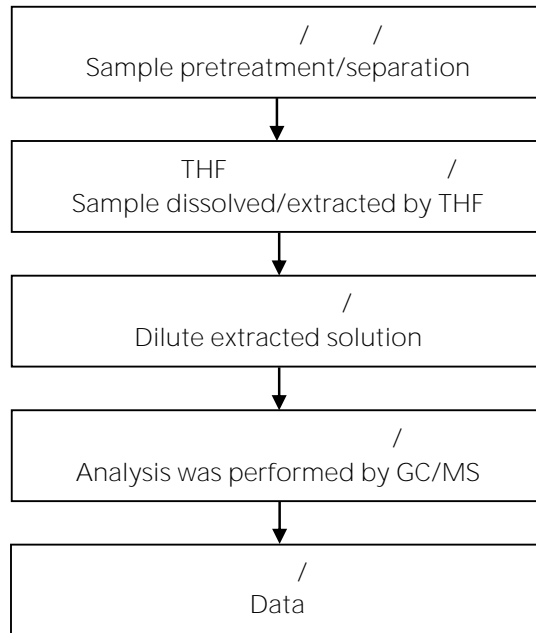 / /
Sample pretreatment/separation
THF /
Sample dissolved/extracted by THF
/
Dilute extracted solution
/
Analysis was performed by GC/MS
/
Data